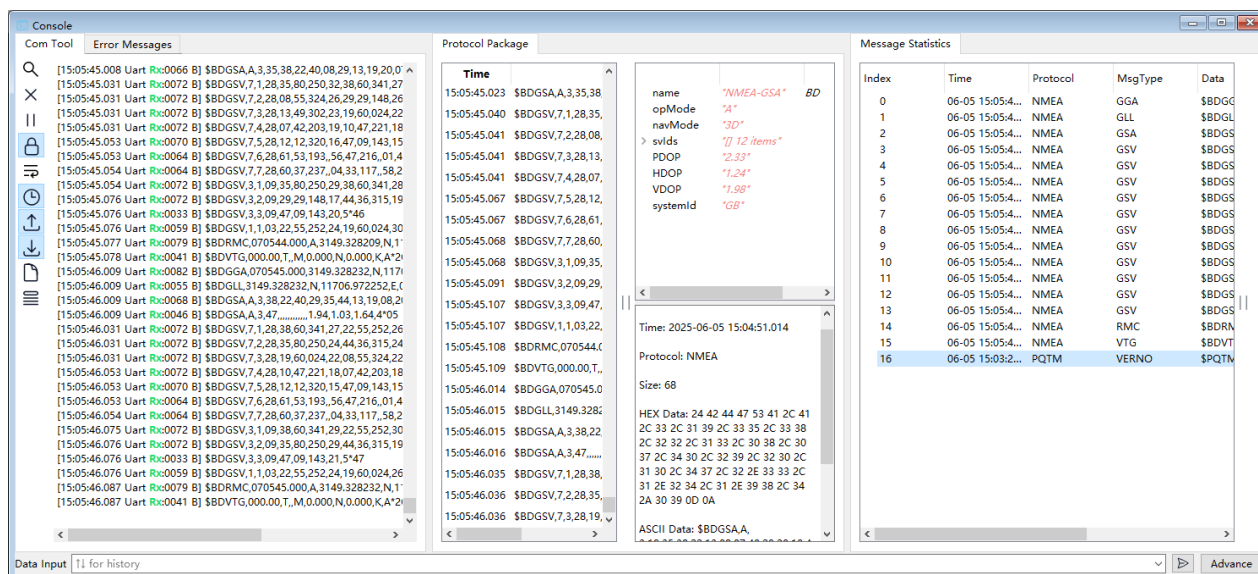 Console
Com Tool
Error Messages
[15:05:45.008 Uart Rx:0066 B] $BDGSA,A,3,35,38,22,40,08,29,13,19,20,0
[15:05:45.031 Uart Rx:0072 B] $BDGSV,7,1,28,35,80,250,32,38,60,341,27
[15:05:45.031 Uart Rx:0072 B] $BDGSV,7,2,28,08,55,324,26,29,29,148,26
[15:05:45.031 Uart Rx:0072 B] $BDGSV,7,3,28,13,49,302,23,19,60,024,22
[15:05:45.031 Uart Rx:0072 B] $BDGSV,7,4,28,07,42,203,19,10,47,221,18
[15:05:45.053 Uart Rx:0070 B] $BDGSV,7,5,28,12,12,320,16,47,09,143,15
[15:05:45.053 Uart Rx:0064 B] $BDGSV,7,6,28,61,53,193,,56,47,216,,01,4
[15:05:45.054 Uart Rx:0064 B] $BDGSV,7,7,28,60,37,237,,04,33,117,,58,2
[15:05:45.054 Uart Rx:0072 B] $BDGSV,3,1,09,35,80,250,29,38,60,341,28
[15:05:45.076 Uart Rx:0072 B] $BDGSV,3,2,09,29,29,148,17,44,36,315,19
[15:05:45.076 Uart Rx:0033 B] $BDGSV,3,3,09,47,09,143,20,5*46
[15:05:45.076 Uart Rx:0059 B] $BDGSV,1,1,03,22,55,252,24,19,60,024,30
[15:05:45.077 Uart Rx:0079 B] $BDRMC,070544.000,A,3149.328209,N,1
[15:05:45.078 Uart Rx:0041 B] $BDVTG,000.00,T,,M,0.000,N,0.000,K,A*2
[15:05:46.009 Uart Rx:0082 B] $BDGGA,070545.000,3149.328232,N,1170
[15:05:46.009 Uart Rx:0055 B] $BDGLL,3149.328232,N,11706.972252,E,0
[15:05:46.009 Uart Rx:0068 B] $BDGSA,A,3,38,22,40,29,35,44,13,19,08,2
[15:05:46.009 Uart Rx:0046 B] $BDGSA,A,3,47,,,,,,,,,,,,1.94,1.03,1.64,4*05
[15:05:46.031 Uart Rx:0072 B] $BDGSV,7,1,28,38,60,341,27,22,55,252,26
[15:05:46.031 Uart Rx:0072 B] $BDGSV,7,2,28,35,80,250,24,44,36,315,24
[15:05:46.031 Uart Rx:0072 B] $BDGSV,7,3,28,19,60,024,22,08,55,324,22
[15:05:46.031 Uart Rx:0072 B] $BDGSV,7,4,28,10,47,221,18,07,42,203,18
[15:05:46.053 Uart Rx:0072 B] $BDGSV,7,5,28,12,12,320,15,47,09,143,15
[15:05:46.053 Uart Rx:0064 B] $BDGSV,7,6,28,61,53,193,,56,47,216,,01,4
[15:05:46.054 Uart Rx:0064 B] $BDGSV,7,7,28,60,37,237,,04,33,117,,58,2
[15:05:46.075 Uart Rx:0072 B] $BDGSV,3,1,09,38,60,341,29,22,55,252,30
[15:05:46.076 Uart Rx:0072 B] $BDGSV,3,2,09,35,80,250,29,44,36,315,19
[15:05:46.076 Uart Rx:0033 B] $BDGSV,3,3,09,47,09,143,21,5*47
[15:05:46.076 Uart Rx:0059 B] $BDGSV,1,1,03,22,55,252,24,19,60,024,26
[15:05:46.087 Uart Rx:0079 B] $BDRMC,070545.000,A,3149.328232,N,1
[15:05:46.087 Uart Rx:0041 B] $BDVTG,000.00,T,,M,0.000,N,0.000,K,A*2
Protocol Package
Time
15:05:45.023 $BDGSA,A,3,35,38,
15:05:45.040 $BDGSV,7,1,28,35,
15:05:45.041 $BDGSV,7,2,28,08,
15:05:45.041 $BDGSV,7,3,28,13,
15:05:45.041 $BDGSV,7,4,28,07,
15:05:45.067 $BDGSV,7,5,28,12,
15:05:45.067 $BDGSV,7,6,28,61,
15:05:45.068 $BDGSV,7,7,28,60,
15:05:45.068 $BDGSV,3,1,09,35,
15:05:45.091 $BDGSV,3,2,09,29,
15:05:45.107 $BDGSV,3,3,09,47,
15:05:45.107 $BDGSV,1,1,03,22,
15:05:45.108 $BDRMC,070544.0
15:05:45.109 $BDVTG,000.00,T,,
15:05:46.014 $BDGGA,070545.0
15:05:46.015 $BDGLL,3149.3282
15:05:46.015 $BDGSA,A,3,38,22,
15:05:46.016 $BDGSA,A,3,47,,,,,,
15:05:46.035 $BDGSV,7,1,28,38,
15:05:46.036 $BDGSV,7,2,28,35,
15:05:46.036 $BDGSV,7,3,28,19,
name "NMEA-GSA" BD
opMode "A"
navMode "3D"
svIds "[] 12 items"
PDOP "2.33"
HDOP "1.24"
VDOP "1.98"
systemId "GB"
Time: 2025-06-05 15:04:51.014
Protocol: NMEA
Size: 68
HEX Data: 24 42 44 47 53 41 2C 41
2C 33 2C 31 39 2C 33 35 2C 33 38
2C 32 32 2C 31 33 2C 30 38 2C 30
37 2C 34 30 2C 32 39 2C 32 30 2C
31 30 2C 34 37 2C 32 2E 33 33 2C
31 2E 32 34 2C 31 2E 39 38 2C 34
2A 30 39 0D 0A
ASCII Data: $BDGSA,A,
Message Statistics
Index Time Protocol MsgType Data
0 06-05 15:05:4... NMEA GGA $BDGG
1 06-05 15:05:4... NMEA GLL $BDGL
2 06-05 15:05:4... NMEA GSA $BDGS
3 06-05 15:05:4... NMEA GSV $BDGS
4 06-05 15:05:4... NMEA GSV $BDGS
5 06-05 15:05:4... NMEA GSV $BDGS
6 06-05 15:05:4... NMEA GSV $BDGS
7 06-05 15:05:4... NMEA GSV $BDGS
8 06-05 15:05:4... NMEA GSV $BDGS
9 06-05 15:05:4... NMEA GSV $BDGS
10 06-05 15:05:4... NMEA GSV $BDGS
11 06-05 15:05:4... NMEA GSV $BDGS
12 06-05 15:05:4... NMEA GSV $BDGS
13 06-05 15:05:4... NMEA GSV $BDGS
14 06-05 15:05:4... NMEA RMC $BDRM
15 06-05 15:05:4... NMEA VTG $BDVT
16 06-05 15:03:2... PQTM VERNO $PQTM
Data Input
↑↓ for history
Advance